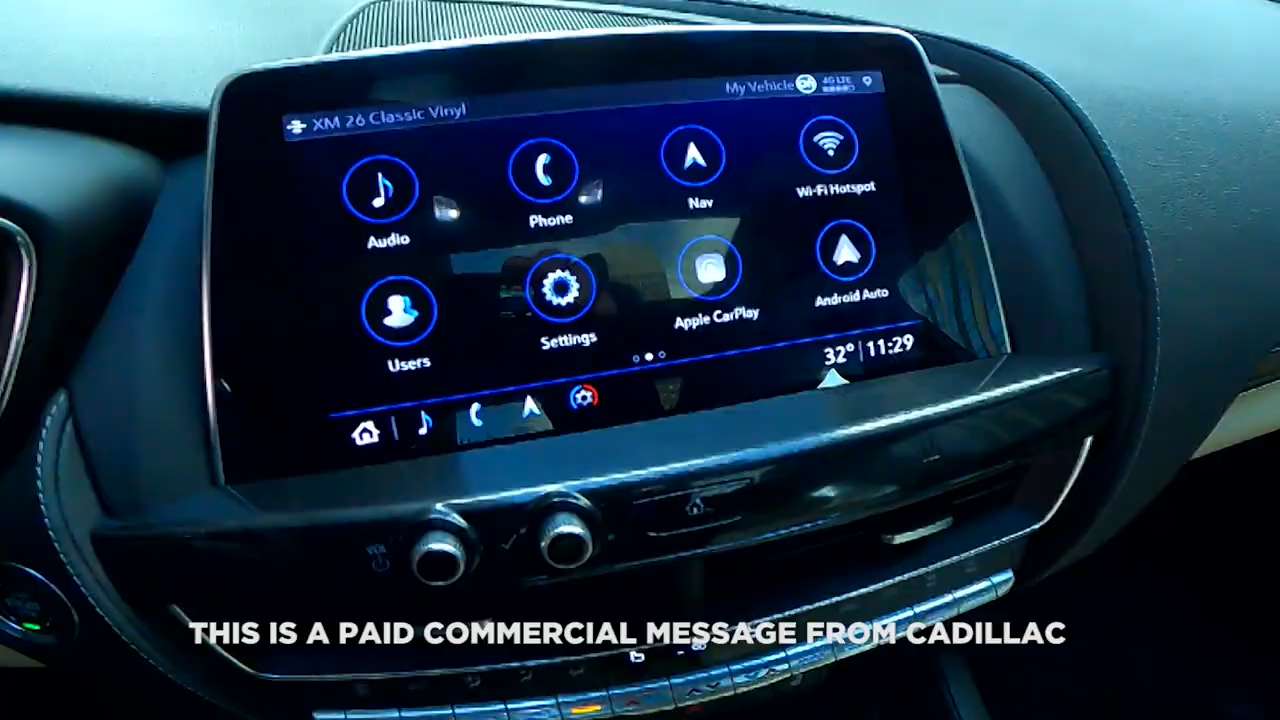 XM 26 Classic Vinyl
My Vehicle
4G LTE
Audio
Phone
Nav
Wi-Fi Hotspot
Users
Settings
Apple CarPlay
Android Auto
32° 11:29
THIS IS A PAID COMMERCIAL MESSAGE FROM CADILLAC